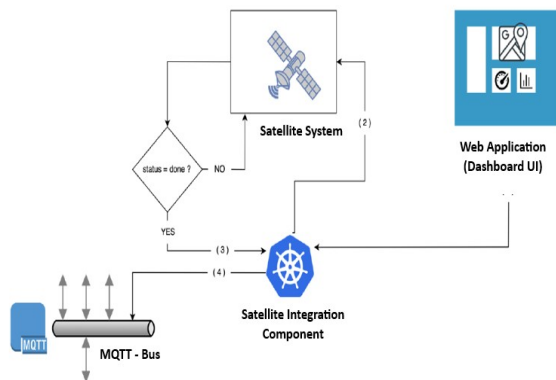 Satellite System
( 2 )
Web Application
(Dashboard UI)
status = done ?
NO
YES
( 3 )
( 4 )
Satellite Integration
Component
MQTT
MQTT - Bus
G